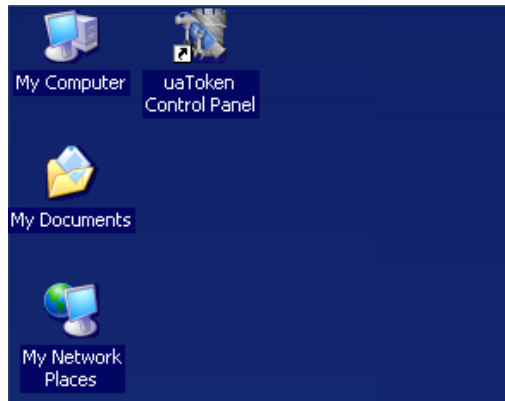 My Computer
uaToken
Control Panel
My Documents
My Network
Places